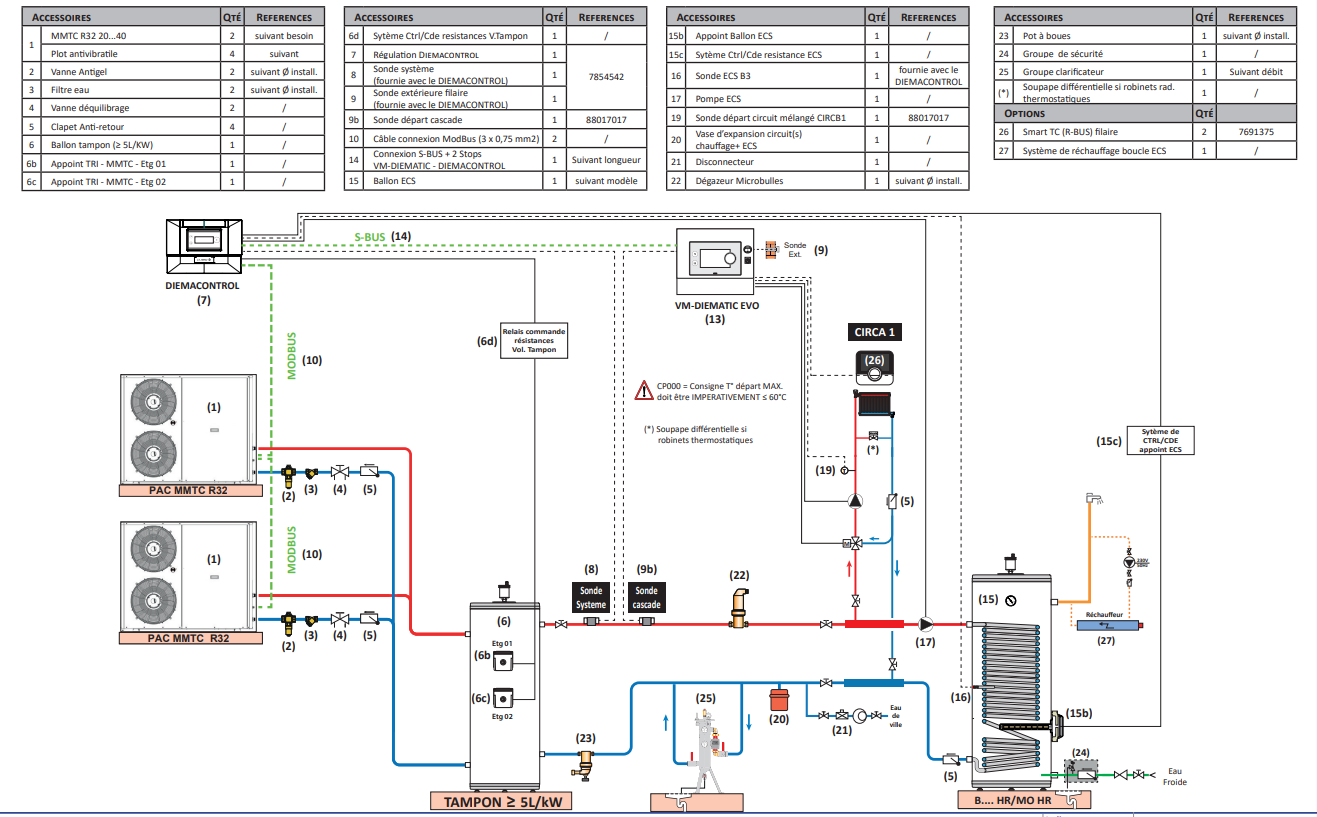 ACCESSOIRES QTÉ REFERENCES
1 MMTC R32 20...40 2 suivant besoin
Plot antivibratile 4 suivant
2 Vanne Antigel 2 suivant Ø install.
3 Filtre eau 2 suivant Ø install.
4 Vanne déquilibrage 2 /
5 Clapet Anti-retour 4 /
6 Ballon tampon (≥ 5L/KW) 1 /
6b Appoint TRI - MMTC - Etg 01 1 /
6c Appoint TRI - MMTC - Etg 02 1 /
ACCESSOIRES QTÉ REFERENCES
6d Sytème Ctrl/Cde resistances V.Tampon 1 /
7 Régulation DIEMACONTROL 1
8 Sonde système
(fournie avec le DIEMACONTROL) 1 7854542
9 Sonde extérieure filaire
(fournie avec le DIEMACONTROL) 1
9b Sonde départ cascade 1 88017017
10 Câble connexion ModBus (3 x 0,75 mm2) 2 /
14 Connexion S-BUS + 2 Stops
VM-DIEMATIC - DIEMACONTROL 1 Suivant longueur
15 Ballon ECS 1 suivant modèle
ACCESSOIRES QTÉ REFERENCES
15b Appoint Ballon ECS 1 /
15c Sytème Ctrl/Cde resistance ECS 1 /
16 Sonde ECS B3 1 fournie avec le
DIEMACONTROL
17 Pompe ECS 1 /
19 Sonde départ circuit mélangé CIRCB1 1 88017017
20 Vase d'expansion circuit(s)
chauffage+ ECS 1 /
21 Disconnecteur 1 /
22 Dégazeur Microbulles 1 suivant Ø install.
ACCESSOIRES QTÉ REFERENCES
23 Pot à boues 1 suivant Ø install.
24 Groupe de sécurité 1 /
25 Groupe clarificateur 1 Suivant débit
(*) Soupape différentielle si robinets rad.
thermostatiques 1 /
OPTIONS QTÉ
26 Smart TC (R-BUS) filaire 2 7691375
27 Système de réchauffage boucle ECS 1 /
S-BUS (14)
DIEMACONTROL
(7)
Sonde
Ext.
(9)
VM-DIEMATIC EVO
(13)
MODBUS
(10)
(6d)
Relais commande
résistances
Vol. Tampon
CIRCA 1
(26)
CP000 = Consigne T° départ MAX.
doit être IMPERATIVEMENT ≤ 60°C
(*) Soupape différentielle si
robinets thermostatiques
(*)
(1)
PAC MMTC R32
(2)
(3)
(4)
(5)
(19)
(5)
M
(15c)
Sytème de
CTRL/CDE
appoint ECS
MODBUS
(10)
(1)
PAC MMTC R32
(2)
(3)
(4)
(5)
(8)
Sonde
Systeme
(9b)
Sonde
cascade
(22)
(6)
Etg 01
(6b
(6c)
Etg 02
(17)
(15)
230V
50Hz
Réchauffeur
(27)
(16)
(15b)
(25)
(20)
(21)
Eau
de
ville
(23)
(5)
(24)
Eau
Froide
TAMPON ≥ 5L/kW
B.... HR/MO HR